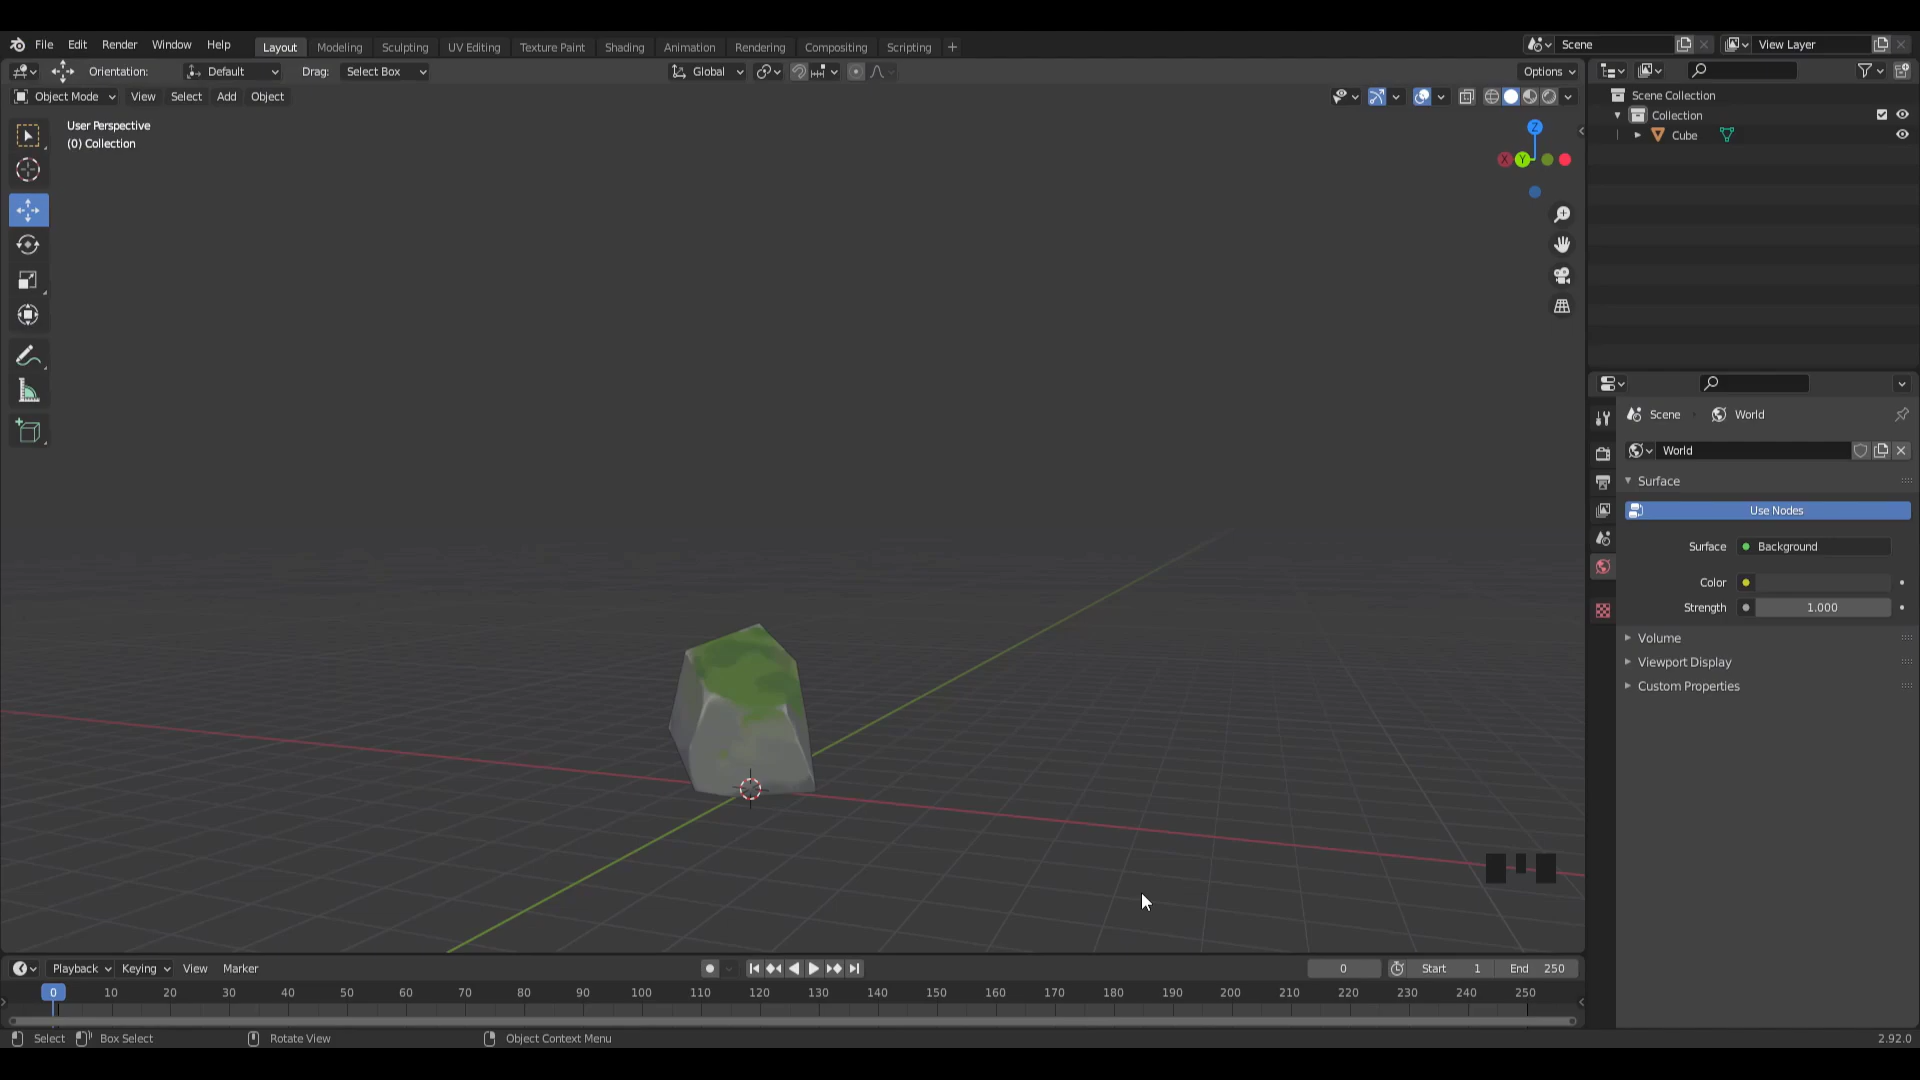 File Edit Render Window Help Layout Modeling Sculpting UV Editing Texture Paint Shading Animation Rendering Compositing Scripting + Scene View Layer
Orientation: Default Drag: Select Box Global Options
Object Mode View Select Add Object
User Perspective
(0) Collection
Z
X Y
Scene Collection
Collection
Cube
Scene World
World
Surface
Use Nodes
Surface Background
Color
Strength 1.000
Volume
Viewport Display
Custom Properties
Playback Keying View Marker 0 Start 1 End 250
0 10 20 30 40 50 60 70 80 90 100 110 120 130 140 150 160 170 180 190 200 210 220 230 240 250
Select Box Select Rotate View Object Context Menu 2.92.0